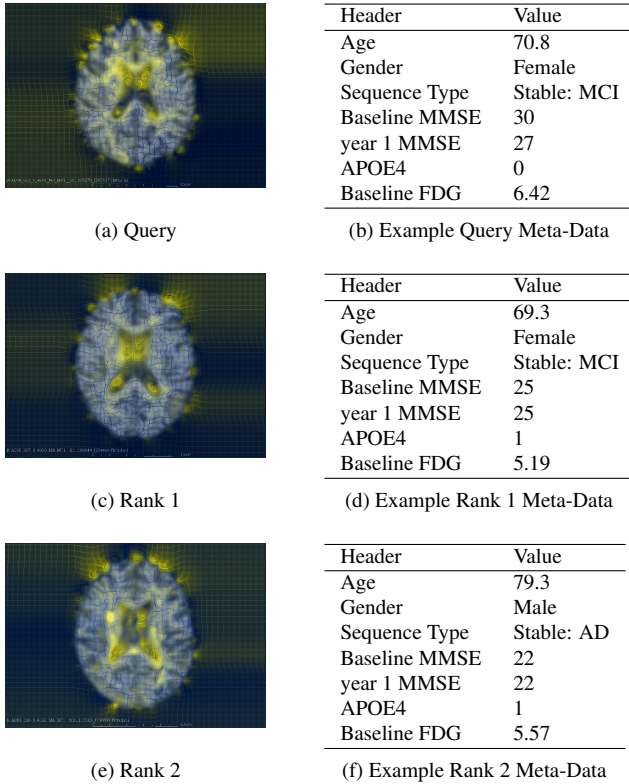 Header Value
Age 70.8
Gender Female
Sequence Type Stable: MCI
Baseline MMSE 30
year 1 MMSE 27
APOE4 0
Baseline FDG 6.42
(a) Query
(b) Example Query Meta-Data
Header Value
Age 69.3
Gender Female
Sequence Type Stable: MCI
Baseline MMSE 25
year 1 MMSE 25
APOE4 1
Baseline FDG 5.19
(c) Rank 1
(d) Example Rank 1 Meta-Data
Header Value
Age 79.3
Gender Male
Sequence Type Stable: AD
Baseline MMSE 22
year 1 MMSE 22
APOE4 1
Baseline FDG 5.57
(e) Rank 2
(f) Example Rank 2 Meta-Data